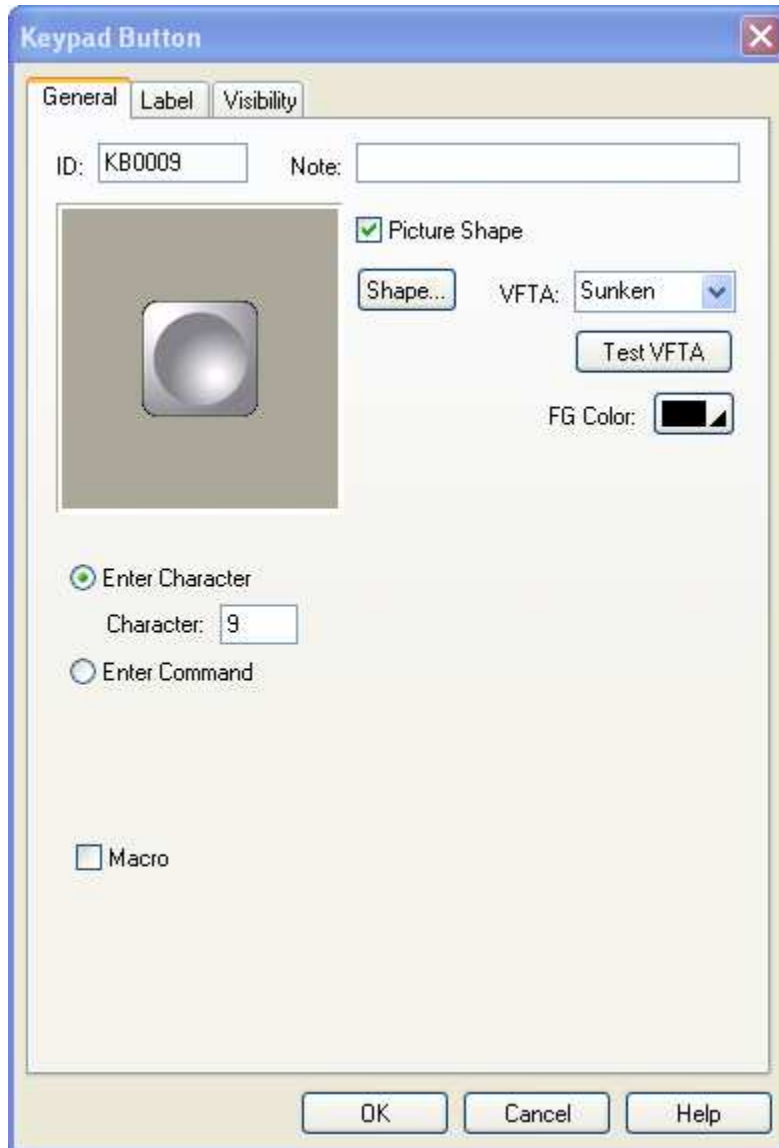 Keypad Button
General Label Visibility
ID: KB0009 Note:
Picture Shape
Shape... VFTA: Sunken
Test VFTA
FG Color:
Enter Character
Character: 9
Enter Command
Macro
OK Cancel Help